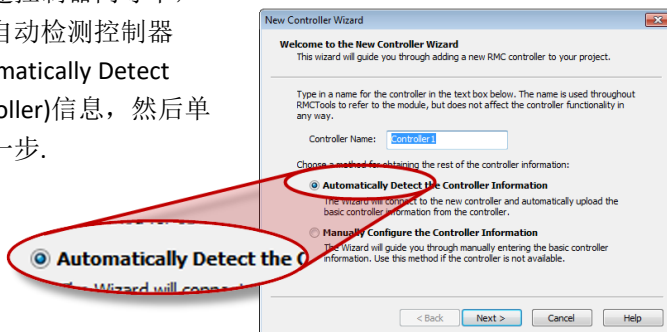 自动检测控制器
matically Detect
oller)信息，然后单
一步.
New Controller Wizard
Welcome to the New Controller Wizard
This wizard will guide you through adding a new RMC controller to your project.
Type in a name for the controller in the text box below. The name is used throughout
RMCTools to refer to the module, but does not affect the controller functionality in
any way.
Controller Name: Controller1
Choose a method for obtaining the rest of the controller information:
Automatically Detect the Controller Information
The Wizard will connect to the new controller and automatically upload the
basic controller information from the controller.
Manually Configure the Controller Information
The Wizard will guide you through manually entering the basic controller
information. Use this method if the controller is not available.
Automatically Detect the
The Wizard will
< Back Next > Cancel Help